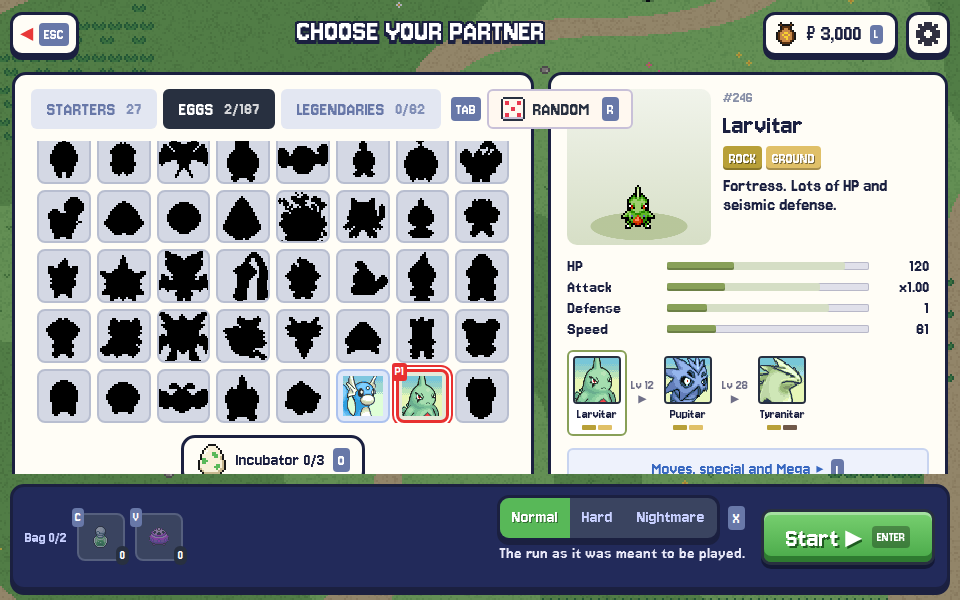 ESC
CHOOSE YOUR PARTNER
₽ 3,000 L
STARTERS 27
EGGS 2/187
LEGENDARIES 0/62
TAB
RANDOM R
#246
Larvitar
ROCK GROUND
Fortress. Lots of HP and
seismic defense.
HP 120
Attack x1.00
Defense 1
Speed 61
P1
Lv 12
Lv 28
Larvitar
Pupitar
Tyranitar
Incubator 0/3 O
Moves, special and Mega ▸
Bag 0/2
C
0
V
0
Normal Hard Nightmare X
The run as it was meant to be played.
Start ▶ ENTER